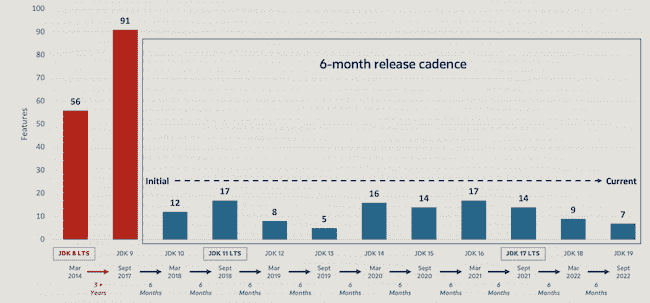 100
90
80
70
60
50
40
30
20
10
0
Features
56
91
6-month release cadence
Initial
Current
12
17
8
5
16
14
17
14
9
7
JDK 8 LTS JDK 9 JDK 10 JDK 11 LTS JDK 12 JDK 13 JDK 14 JDK 15 JDK 16 JDK 17 LTS JDK 18 JDK 19
Mar Sept Mar Sept Mar Sept Mar Sept Mar Sept Mar Sept
2014 2017 2018 2018 2019 2019 2020 2020 2021 2021 2022 2022
3 + 6 6 6 6 6 6 6 6 6 6
Years Months Months Months Months Months Months Months Months Months Months